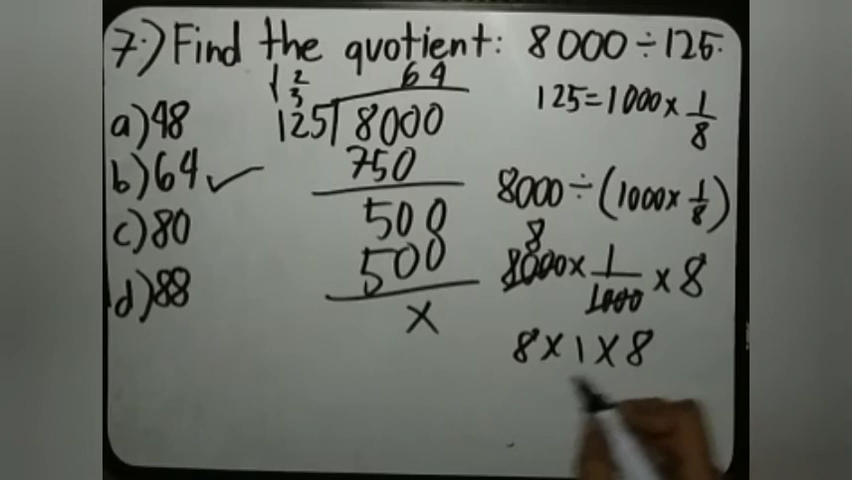 7.) Find the quotient: 8000 ÷ 125.
a) 48
b) 64 ✓
c) 80
d) 88
1 2
3
64
125 8000
750
500
500
x
125 = 1000 x 1/8
8000 ÷ (1000 x 1/8)
8
8000 x 1/1000 x 8
8 x 1 x 8